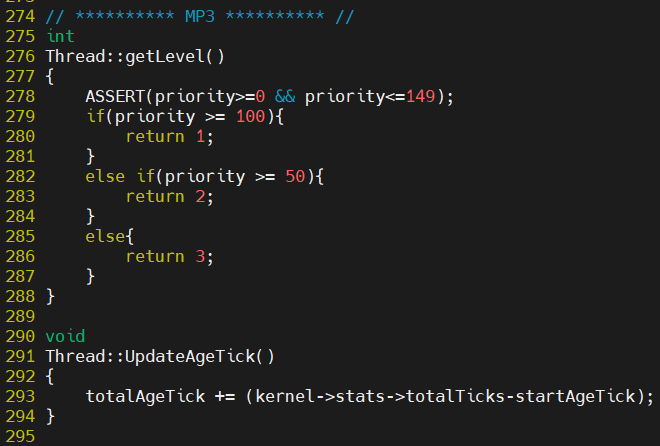 274 // ********** MP3 ********** //
275 int
276 Thread::getLevel()
277 {
278     ASSERT(priority>=0 && priority<=149);
279     if(priority >= 100){
280         return 1;
281     }
282     else if(priority >= 50){
283         return 2;
284     }
285     else{
286         return 3;
287     }
288 }
289
290 void
291 Thread::UpdateAgeTick()
292 {
293     totalAgeTick += (kernel->stats->totalTicks-startAgeTick);
294 }
295